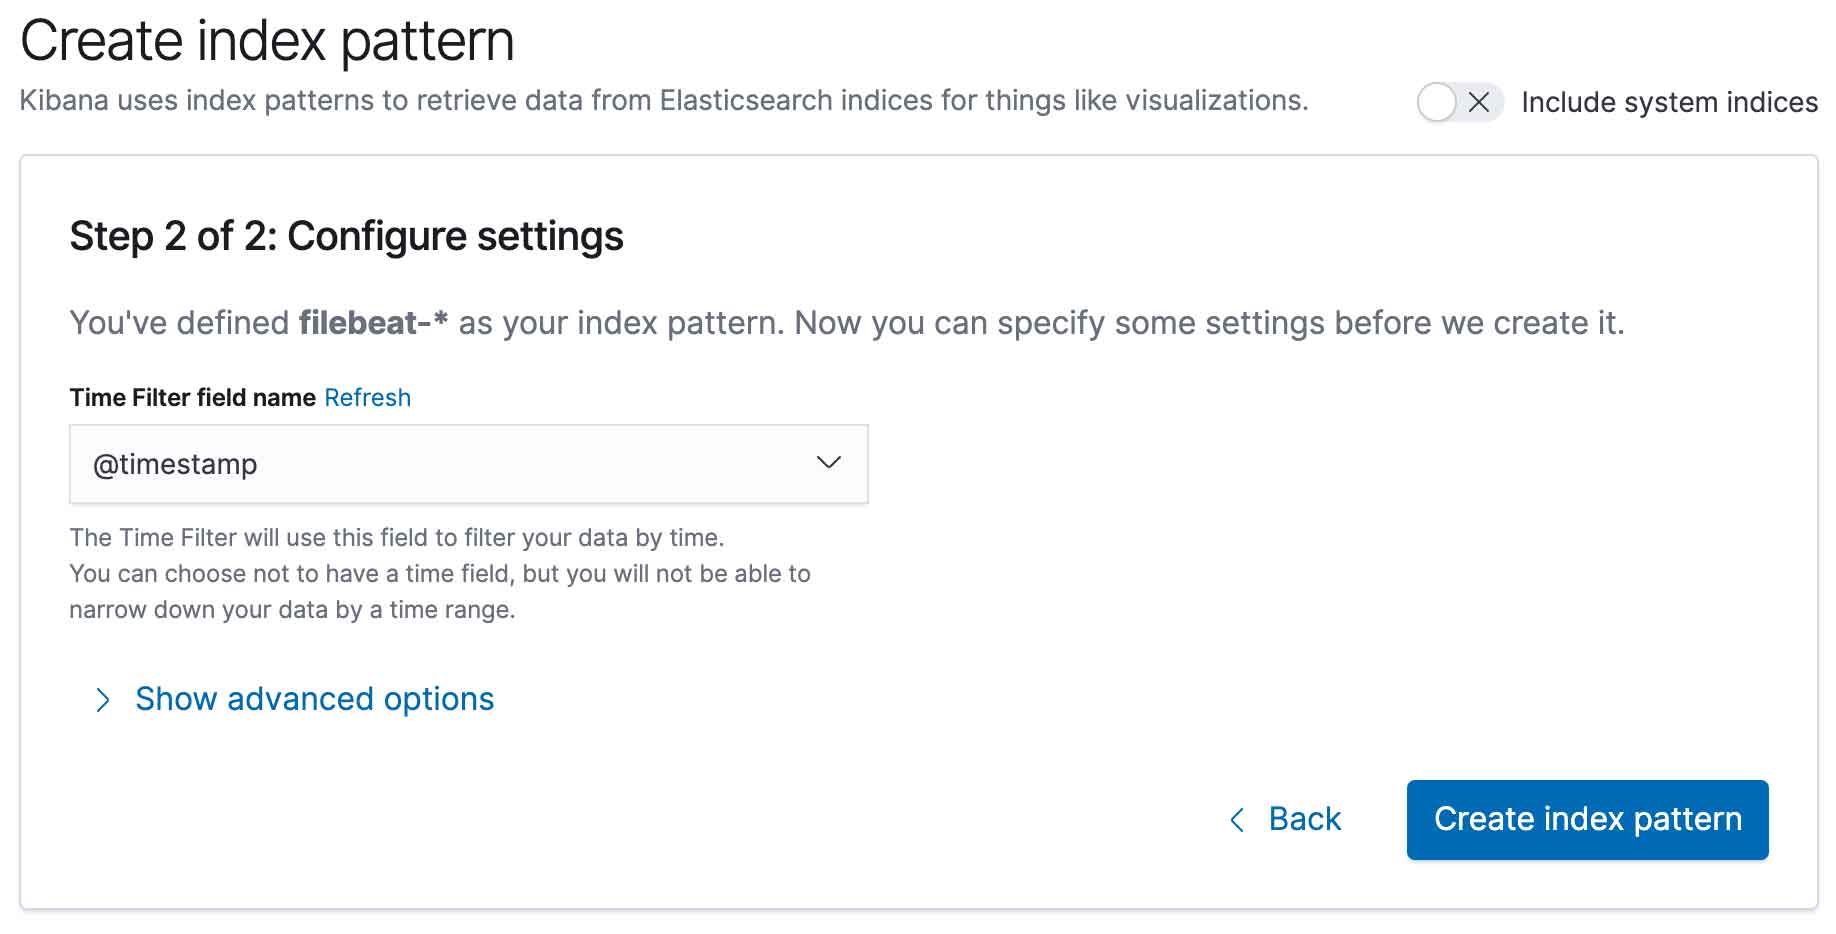 Create index pattern
Kibana uses index patterns to retrieve data from Elasticsearch indices for things like visualizations.
Include system indices
Step 2 of 2: Configure settings
You've defined filebeat-* as your index pattern. Now you can specify some settings before we create it.
Time Filter field name Refresh
@timestamp
The Time Filter will use this field to filter your data by time.
You can choose not to have a time field, but you will not be able to
narrow down your data by a time range.
Show advanced options
Back
Create index pattern